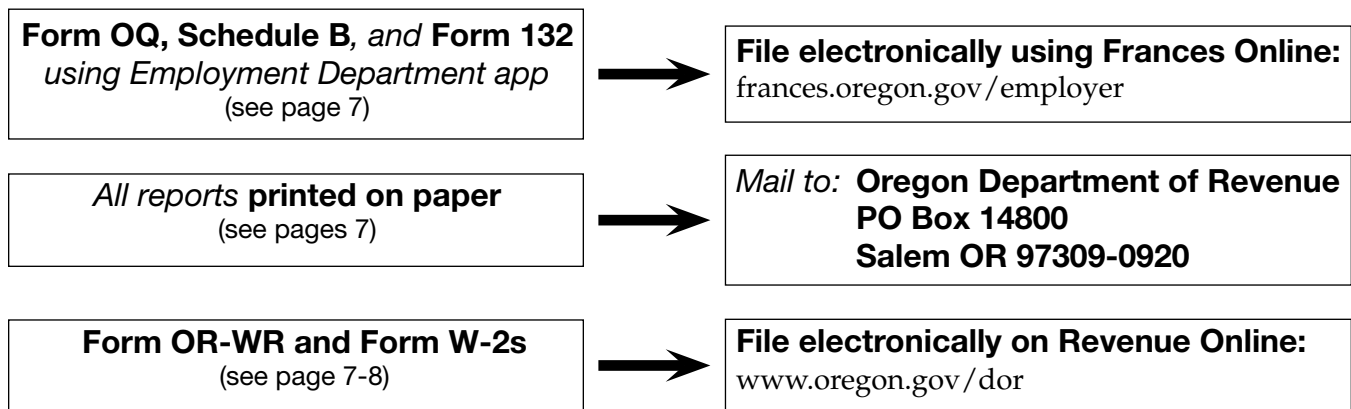 Form OQ, Schedule B, and Form 132
using Employment Department app
(see page 7)
File electronically using Frances Online:
frances.oregon.gov/employer
All reports printed on paper
(see pages 7)
Mail to: Oregon Department of Revenue
PO Box 14800
Salem OR 97309-0920
Form OR-WR and Form W-2s
(see page 7-8)
File electronically on Revenue Online:
www.oregon.gov/dor